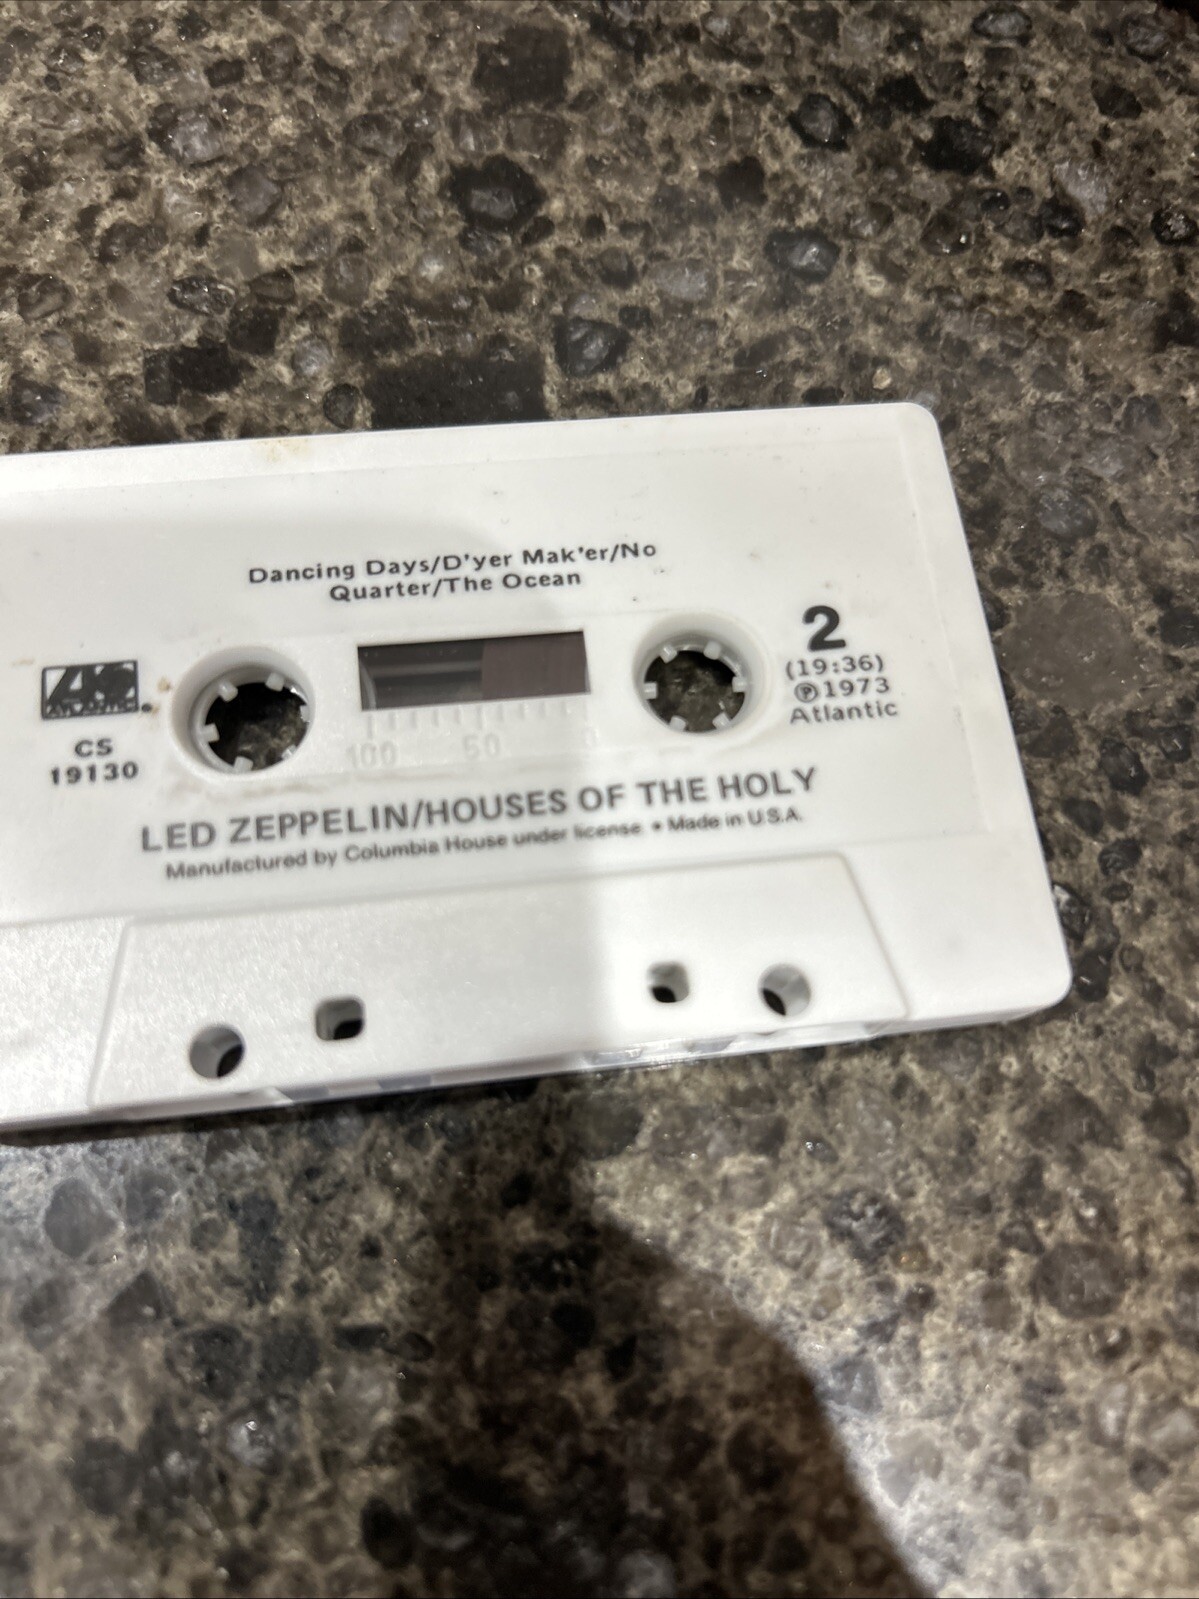 Dancing Days/D'yer Mak'er/No
Quarter/The Ocean
ATLANTIC
2
(19:36)
℗1973
Atlantic
CS
19130
100 50 0
LED ZEPPELIN/HOUSES OF THE HOLY
Manufactured by Columbia House under license • Made in U.S.A.